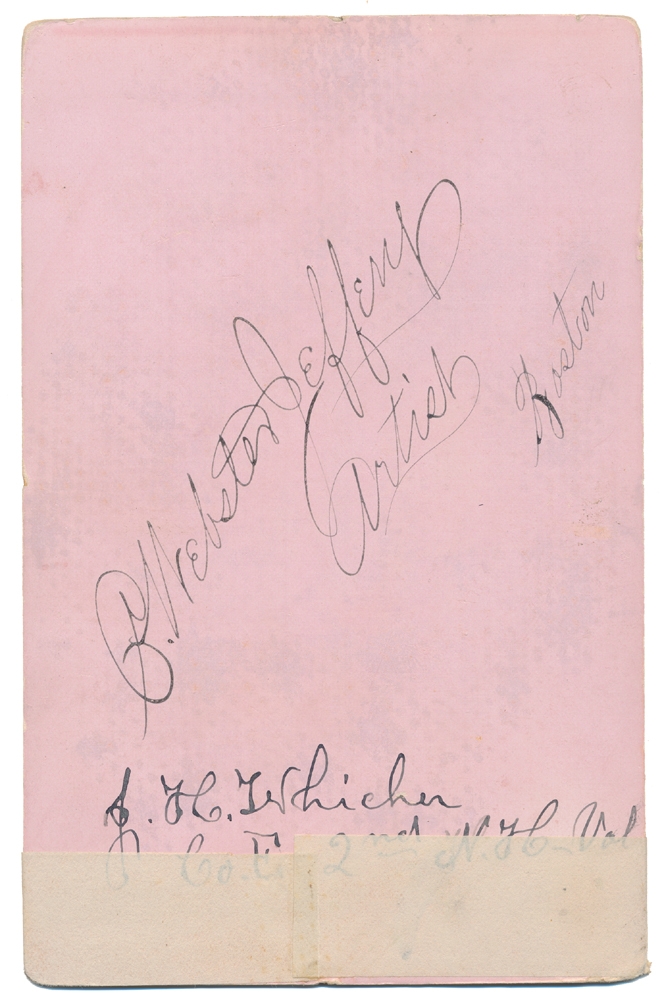 Webster Jeffery
Artist
Boston
J. H. Whicher
Co. 2nd N.H. Vol